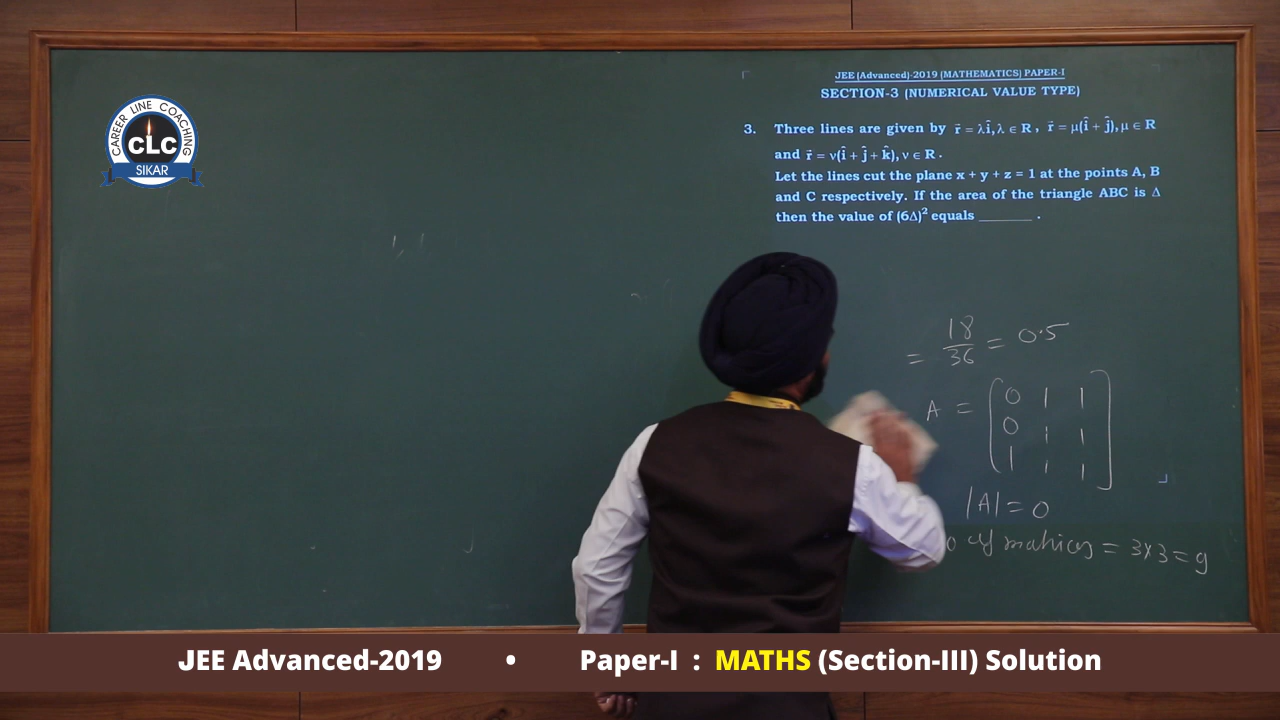 CAREER LINE COACHING
CLC
SIKAR
JEE (Advanced)-2019 (MATHEMATICS) PAPER-I
SECTION-3 (NUMERICAL VALUE TYPE)
3. Three lines are given by r⃗ = λî, λ ∈ R, r⃗ = μ(î + ĵ), μ ∈ R
and r⃗ = ν(î + ĵ + k̂), ν ∈ R.
Let the lines cut the plane x + y + z = 1 at the points A, B
and C respectively. If the area of the triangle ABC is Δ
then the value of (6Δ)² equals ______ .
= 18/36 = 0.5
A = [0 1 1
0 1 1
1 1 1]
|A| = 0
o of matrices = 3×3 = 9
JEE Advanced-2019 • Paper-I : MATHS (Section-III) Solution